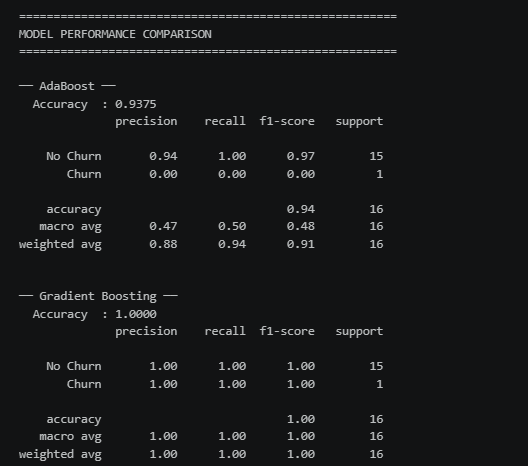 ======================================================
MODEL PERFORMANCE COMPARISON
======================================================
── AdaBoost ──
Accuracy : 0.9375
precision recall f1-score support
No Churn 0.94 1.00 0.97 15
Churn 0.00 0.00 0.00 1
accuracy 0.94 16
macro avg 0.47 0.50 0.48 16
weighted avg 0.88 0.94 0.91 16
── Gradient Boosting ──
Accuracy : 1.0000
precision recall f1-score support
No Churn 1.00 1.00 1.00 15
Churn 1.00 1.00 1.00 1
accuracy 1.00 16
macro avg 1.00 1.00 1.00 16
weighted avg 1.00 1.00 1.00 16